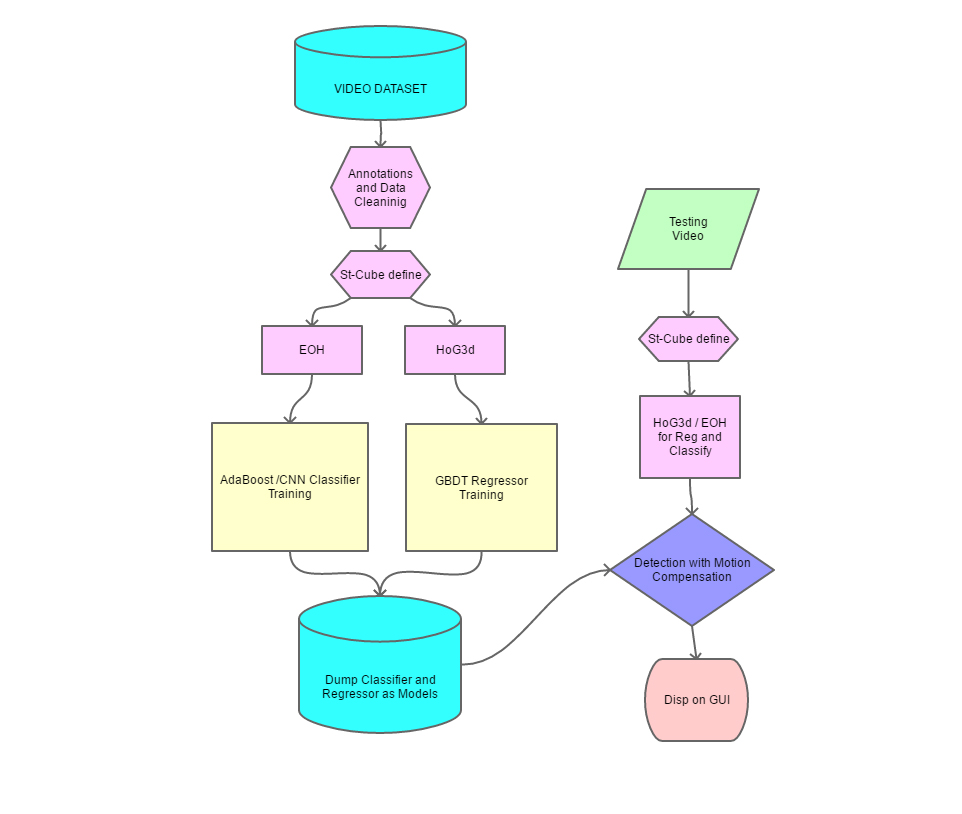 VIDEO DATASET
Annotations
and Data
Cleaninig
St-Cube define
EOH
HoG3d
AdaBoost /CNN Classifier
Training
GBDT Regressor
Training
Dump Classifier and
Regressor as Models
Testing
Video
St-Cube define
HoG3d / EOH
for Reg and
Classify
Detection with Motion
Compensation
Disp on GUI